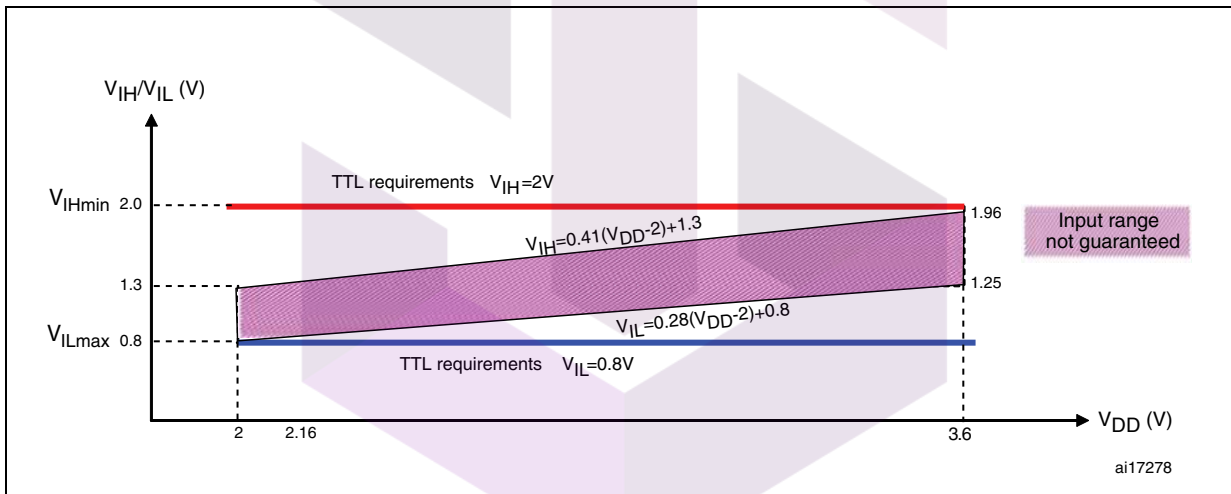 VIH/VIL (V)
TTL requirements VIH=2V
VIHmin 2.0
1.96
Input range
not guaranteed
VIH=0.41(VDD-2)+1.3
1.3
1.25
VIL=0.28(VDD-2)+0.8
VILmax 0.8
TTL requirements VIL=0.8V
VDD (V)
2
2.16
3.6
ai17278